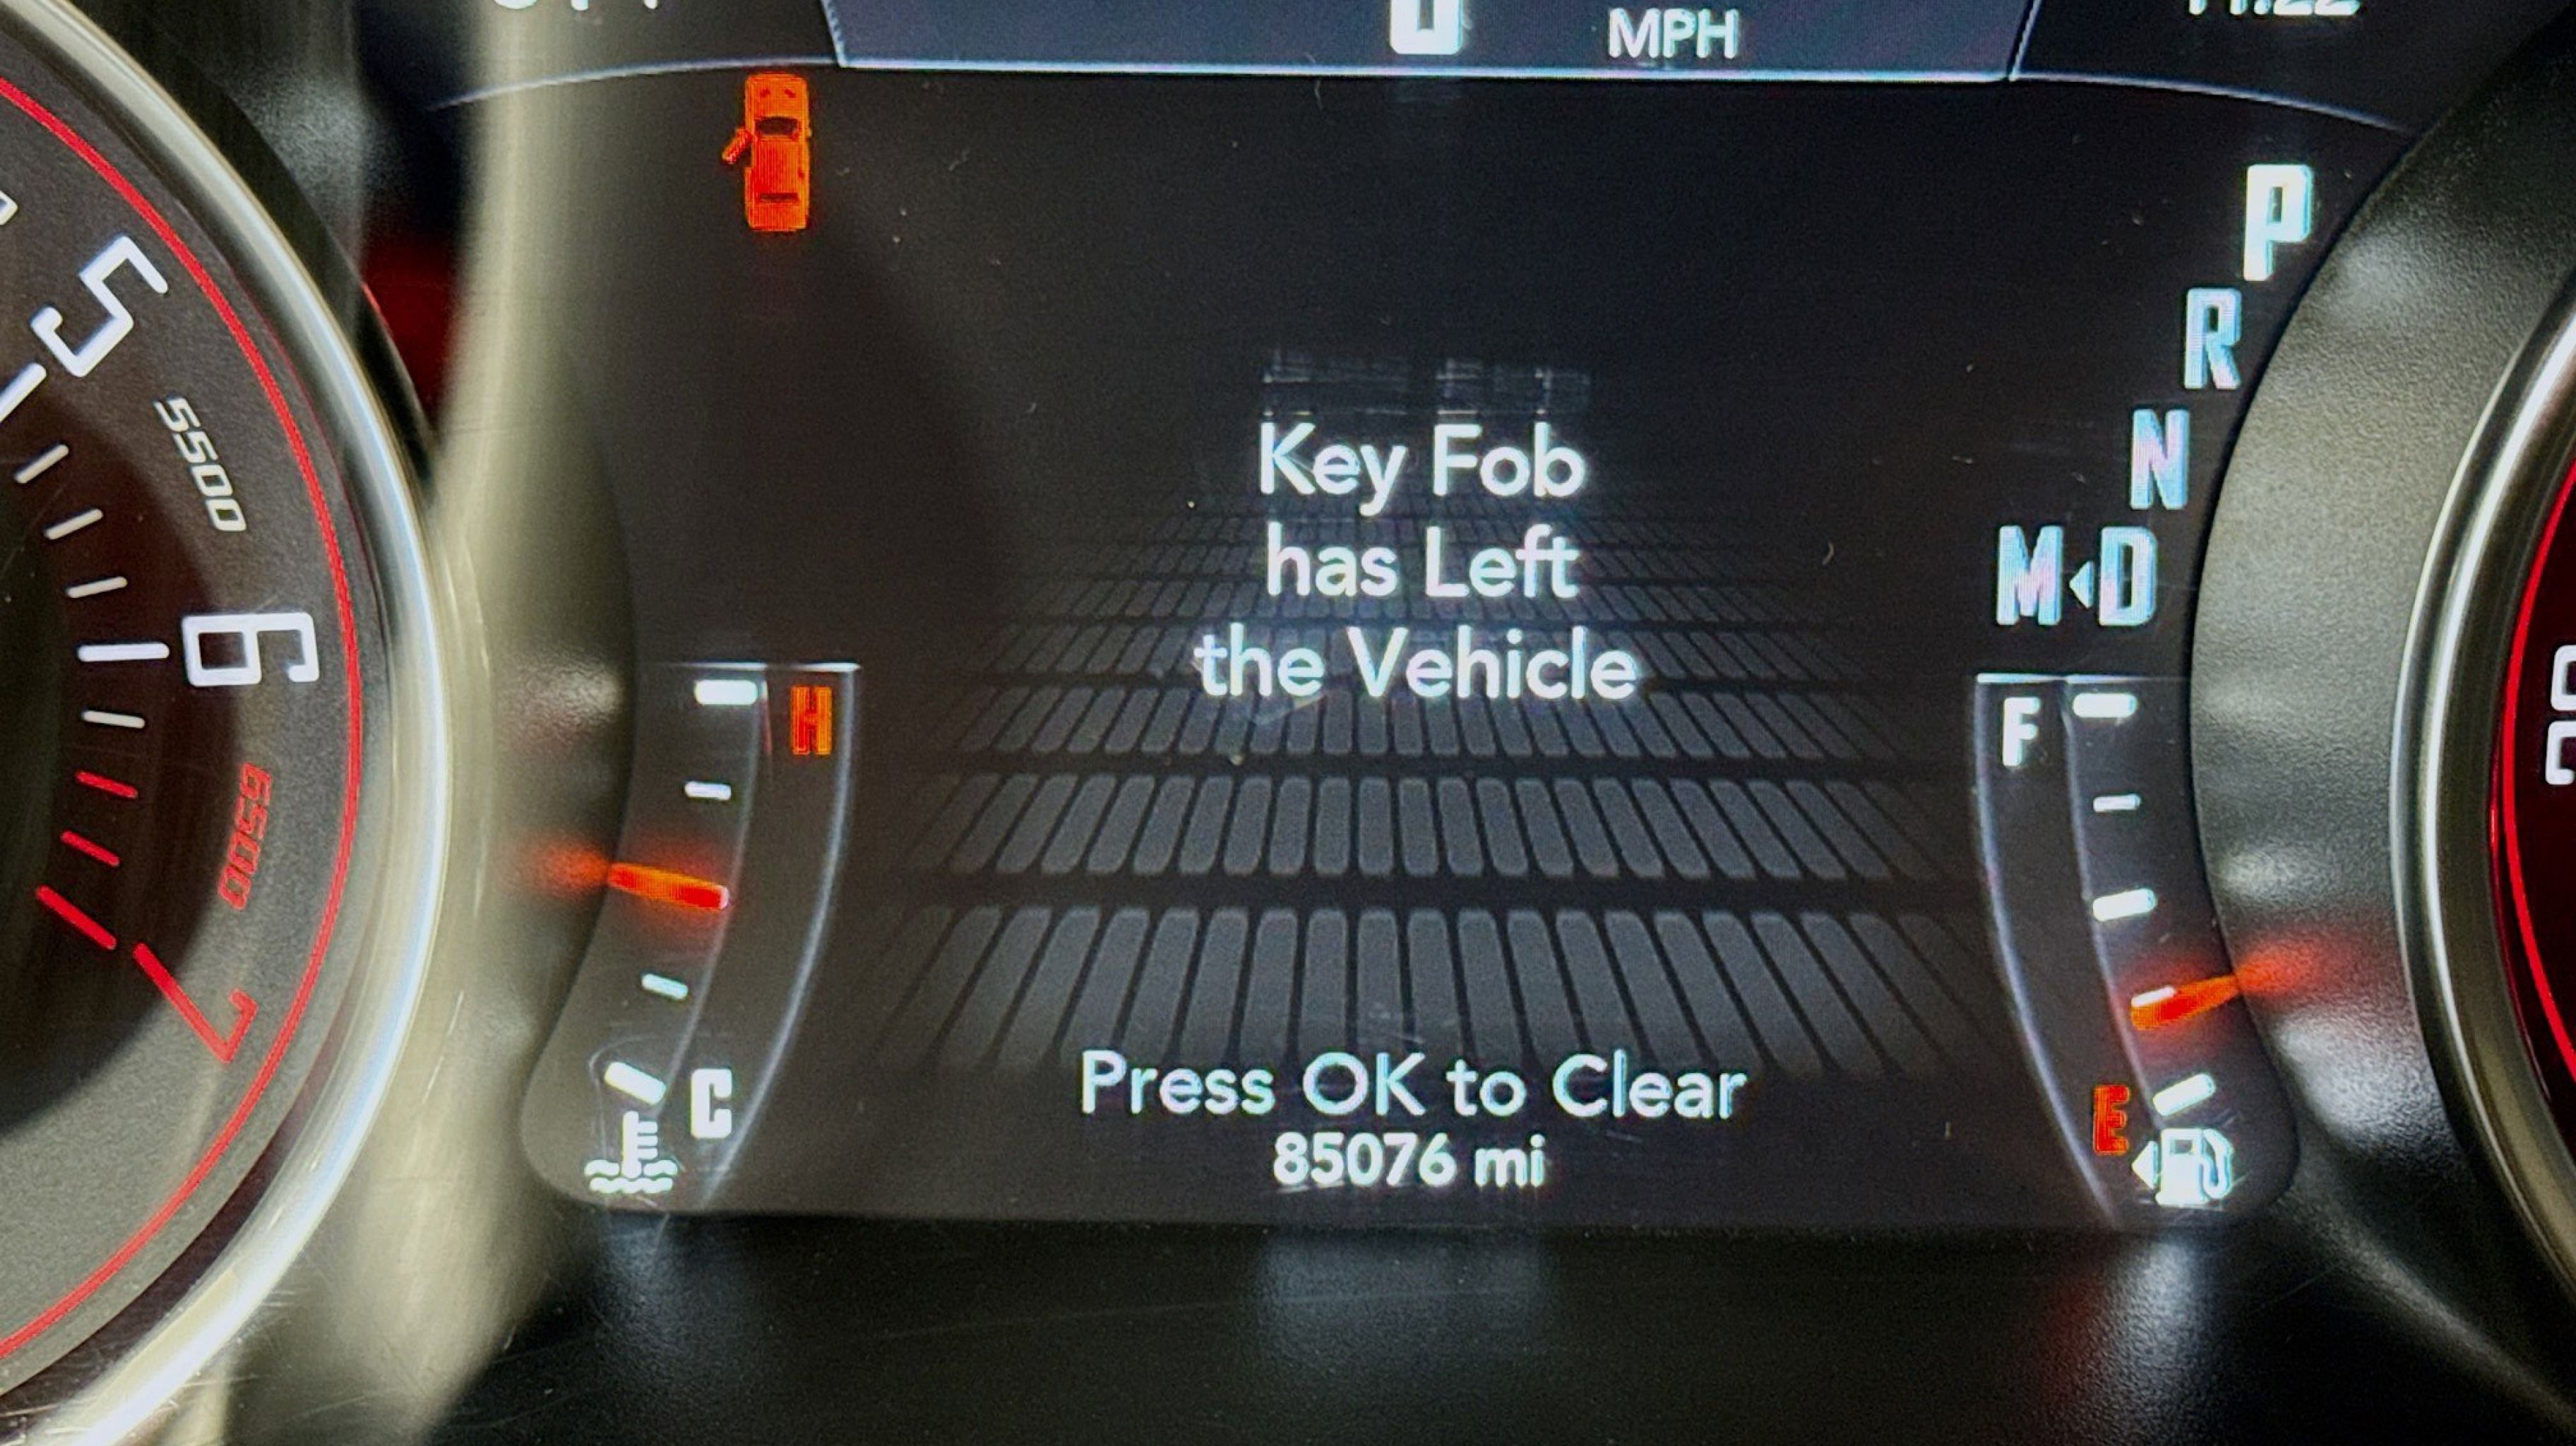 MPH
P
R
N
M D
5
5500
6
6500
7
Key Fob
has Left
the Vehicle
H
F
C
E
Press OK to Clear
85076 mi